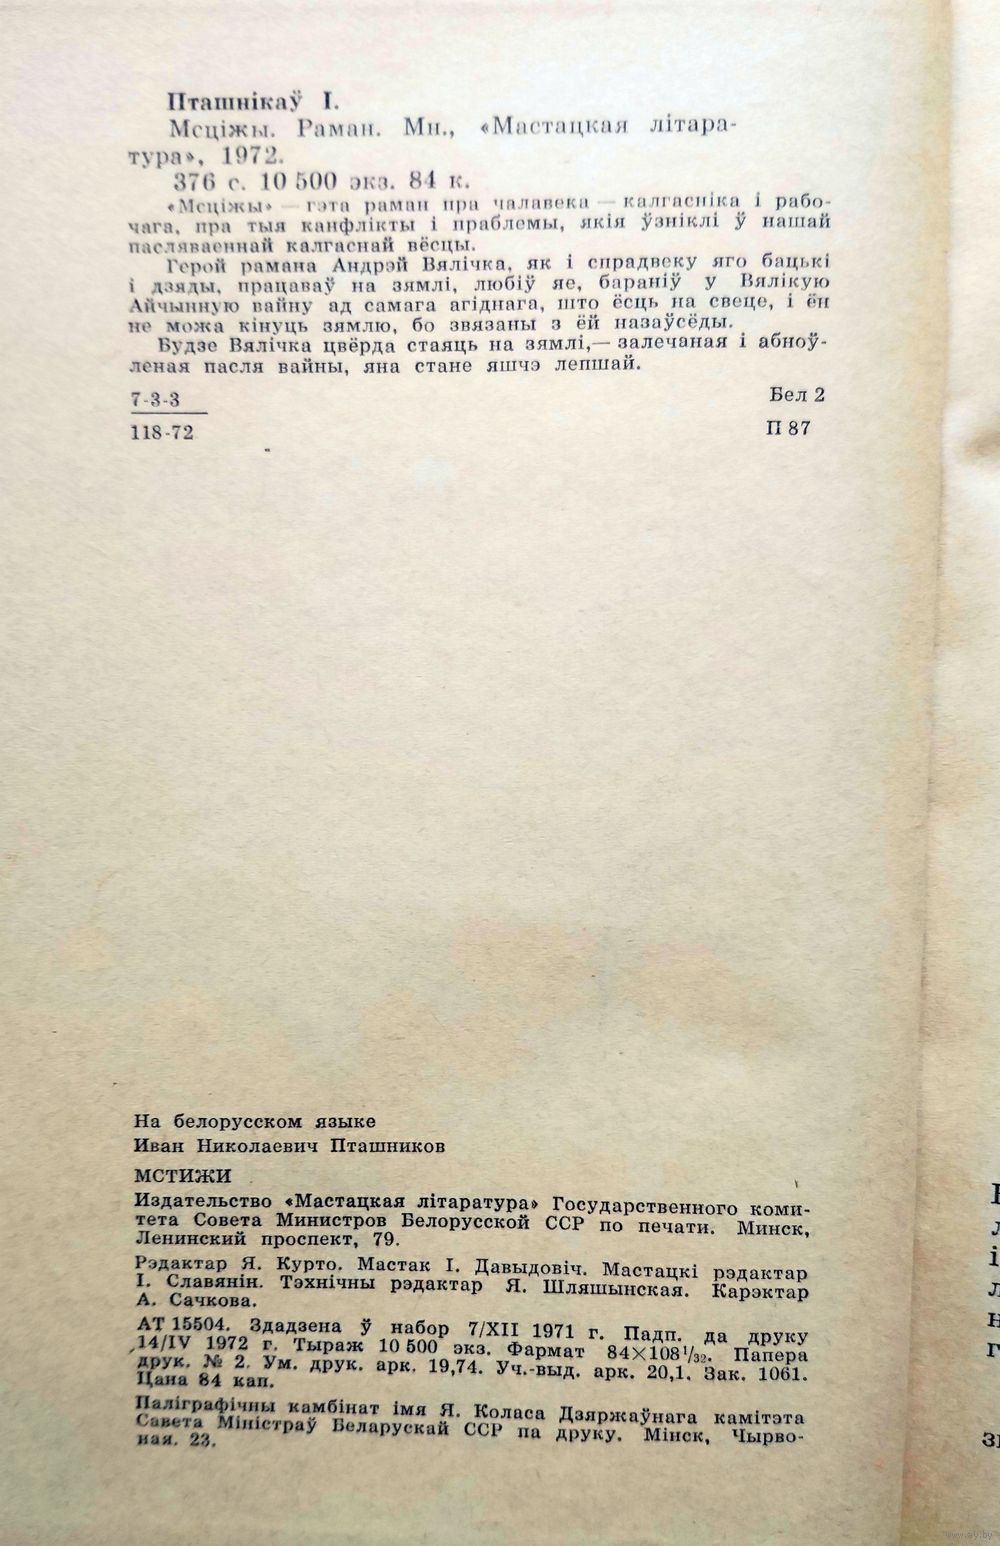 Пташнікаў І.
Мсціжы. Раман. Мн., «Мастацкая літара-
тура», 1972.
376 с. 10 500 экз. 84 к.
«Мсціжы» — гэта раман пра чалавека — калгасніка і рабо-
чага, пра тыя канфлікты і праблемы, якія ўзніклі ў нашай
пасляваеннай калгаснай вёсцы.
Герой рамана Андрэй Вялічка, як і спрадвеку яго бацькі
і дзяды, працаваў на зямлі, любіў яе, бараніў у Вялікую
Айчынную вайну ад самага агіднага, што ёсць на свеце, і ён
не можа кінуць зямлю, бо звязаны з ёй назаўсёды.
Будзе Вялічка цвёрда стаяць на зямлі,— залечаная і абноў-
леная пасля вайны, яна стане яшчэ лепшай.
7-3-3 Бел 2
118-72 П 87
На белорусском языке
Иван Николаевич Пташников
МСТИЖИ
Издательство «Мастацкая літаратура» Государственного коми-
тета Совета Министров Белорусской ССР по печати. Минск,
Ленинский проспект, 79.
Рэдактар Я. Курто. Мастак І. Давыдовіч. Мастацкі рэдактар
І. Славянін. Тэхнічны рэдактар Я. Шляшынская. Карэктар
А. Сачкова.
АТ 15504. Здадзена ў набор 7/XII 1971 г. Падп. да друку
14/IV 1972 г. Тыраж 10 500 экз. Фармат 84×108 1/32. Папера
друк. № 2. Ум. друк. арк. 19,74. Уч.-выд. арк. 20,1. Зак. 1061.
Цана 84 кап.
Паліграфічны камбінат імя Я. Коласа Дзяржаўнага камітэта
Савета Міністраў Беларускай ССР па друку. Мінск, Чырво-
ная, 23.